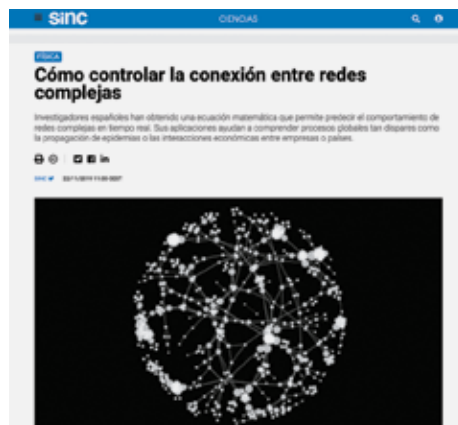 sinc
CIENCIAS
FÍSICA
Cómo controlar la conexión entre redes
complejas
Investigadores españoles han obtenido una ecuación matemática que permite predecir el comportamiento de
redes complejas en tiempo real. Sus aplicaciones ayudan a comprender procesos globales tan dispares como
la propagación de epidemias o las interacciones económicas entre empresas o países.
SINC